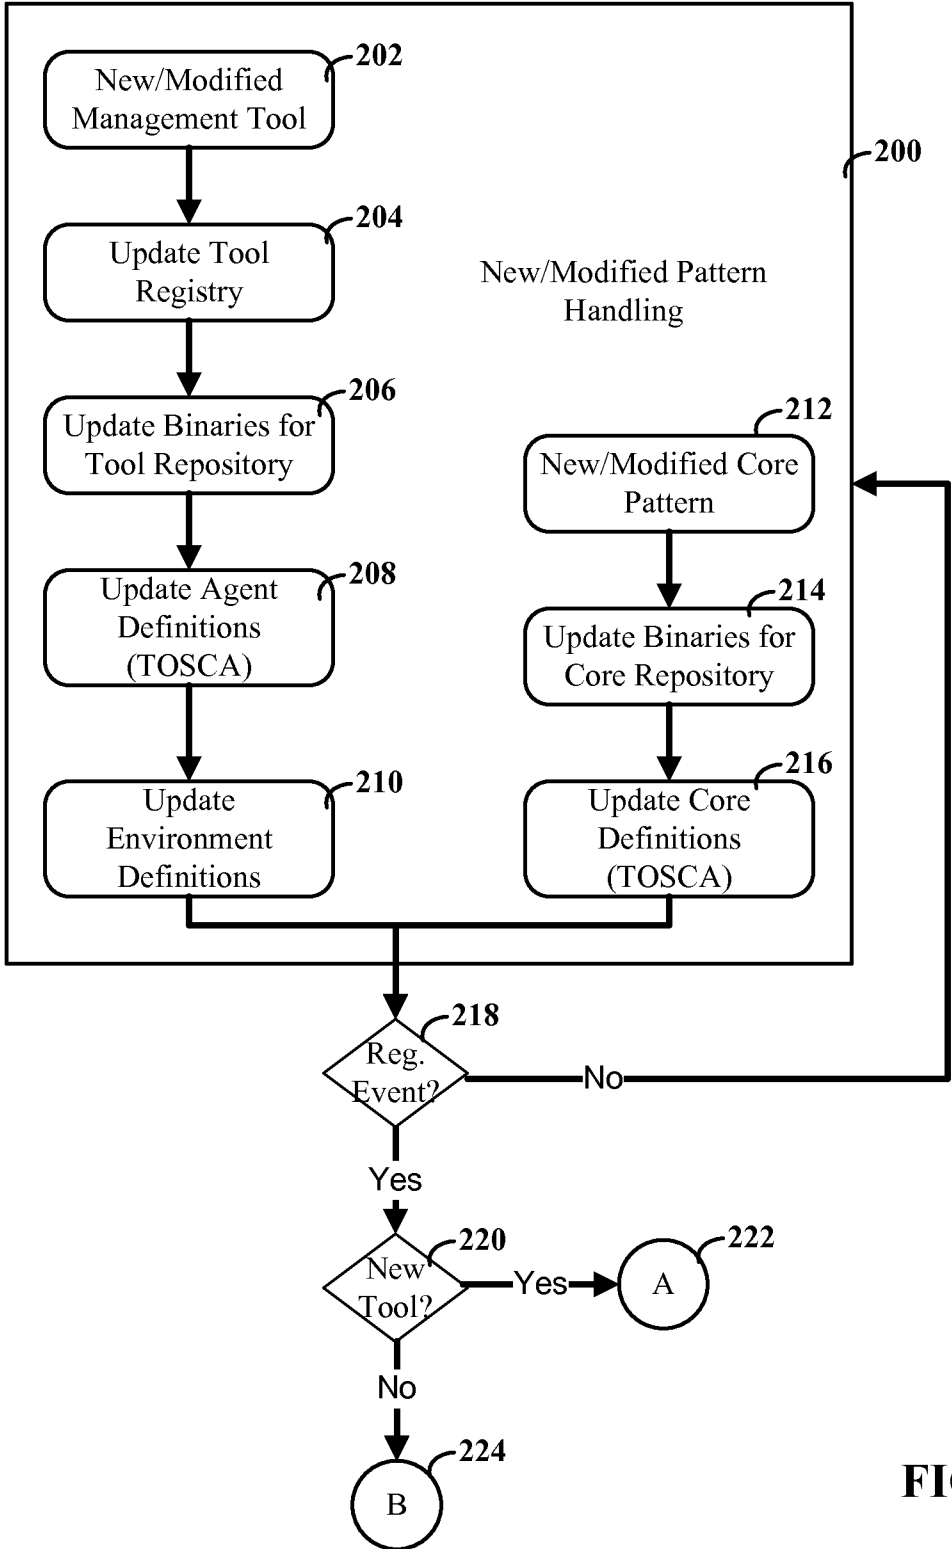 202
New/Modified
Management Tool
200
204
Update Tool
Registry
New/Modified Pattern
Handling
206
Update Binaries for
Tool Repository
212
New/Modified Core
Pattern
208
Update Agent
Definitions
(TOSCA)
214
Update Binaries for
Core Repository
210
Update
Environment
Definitions
216
Update Core
Definitions
(TOSCA)
218
Reg.
Event?
No
Yes
220
New
Tool?
Yes
222
A
No
224
B